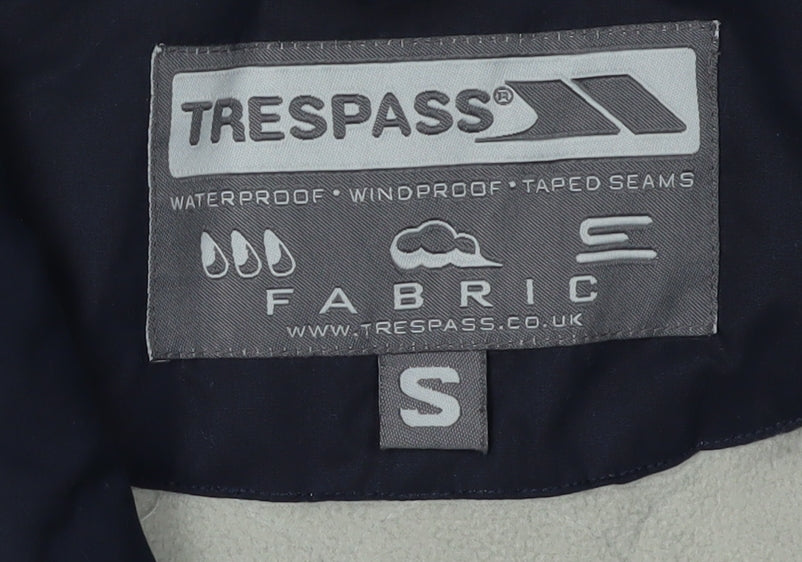 TRESPASS®
WATERPROOF • WINDPROOF • TAPED SEAMS
FABRIC
WWW.TRESPASS.CO.UK
S